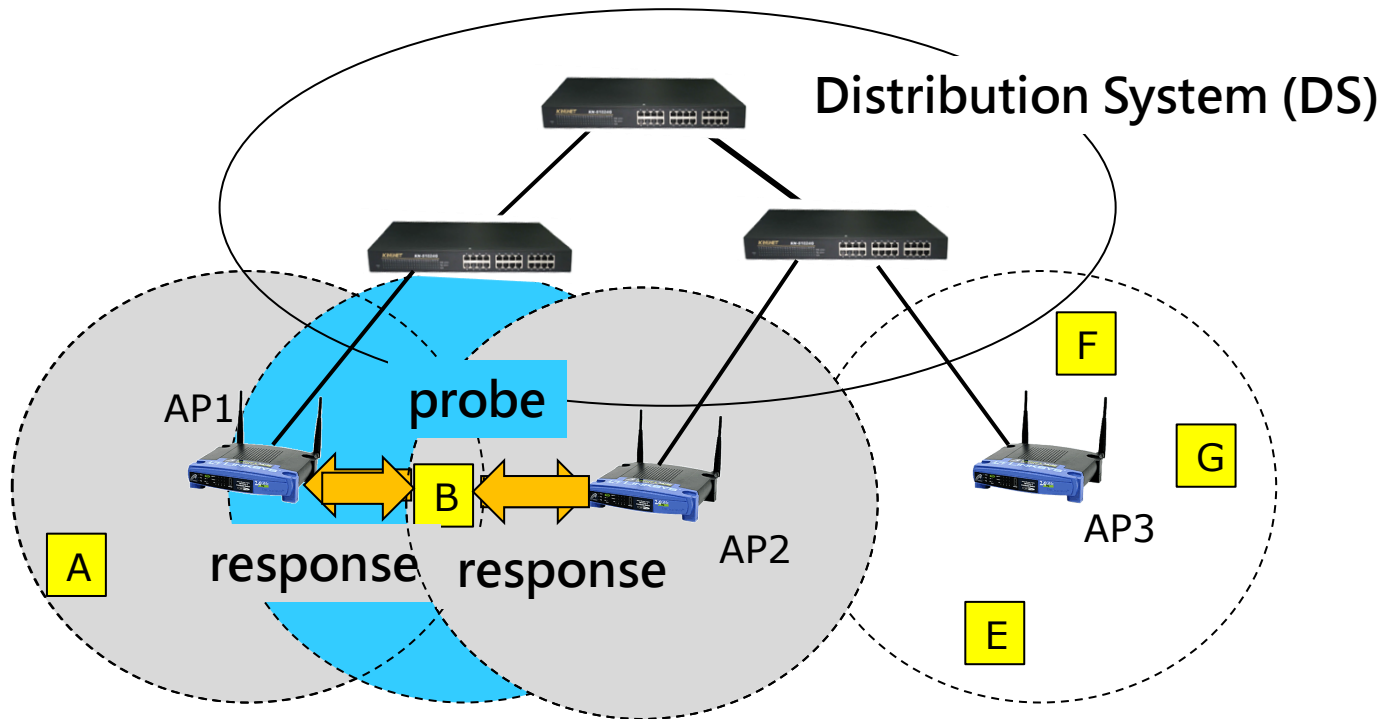 Distribution System (DS)
probe
F
AP1
G
B
AP2
AP3
A
response
response
E